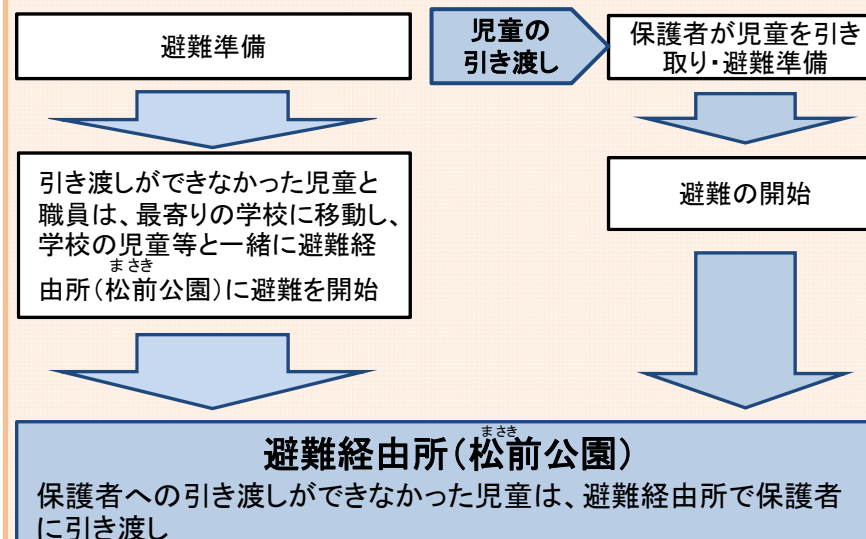 避難準備
児童の
引き渡し
保護者が児童を引き
取り・避難準備
引き渡しができなかった児童と
職員は、最寄りの学校に移動し、
学校の児童等と一緒に避難経
まさき
由所(松前公園)に避難を開始
避難の開始
まさき
避難経由所(松前公園)
保護者への引き渡しができなかった児童は、避難経由所で保護者
に引き渡し